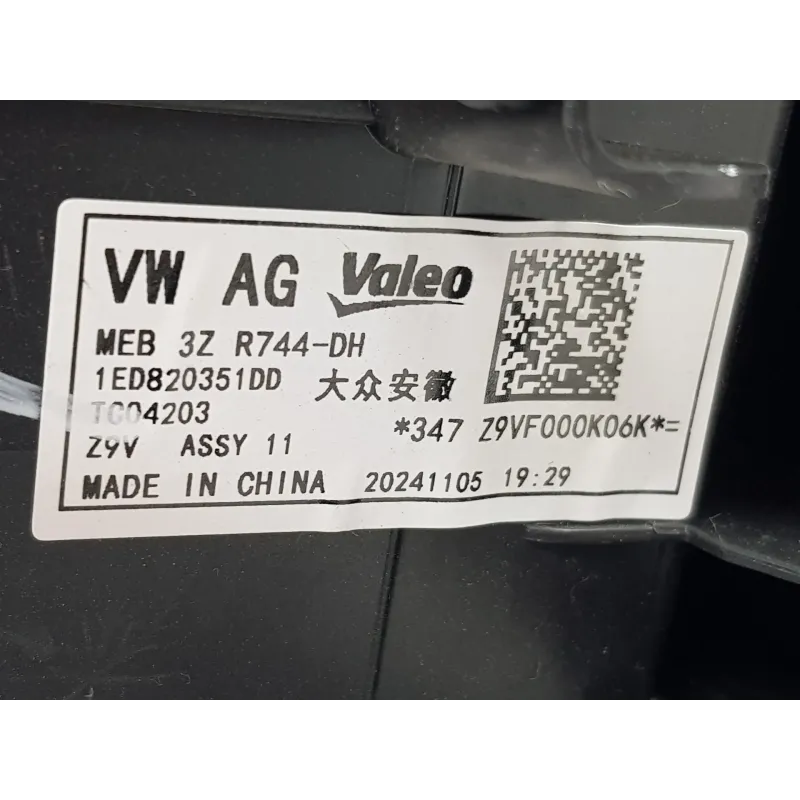 VW AG Valeo
MEB 3Z R744-DH
1ED820351DD 大众安徽
TC04203
*347 Z9VF000K06K*=
Z9V ASSY 11
MADE IN CHINA 20241105 19:29